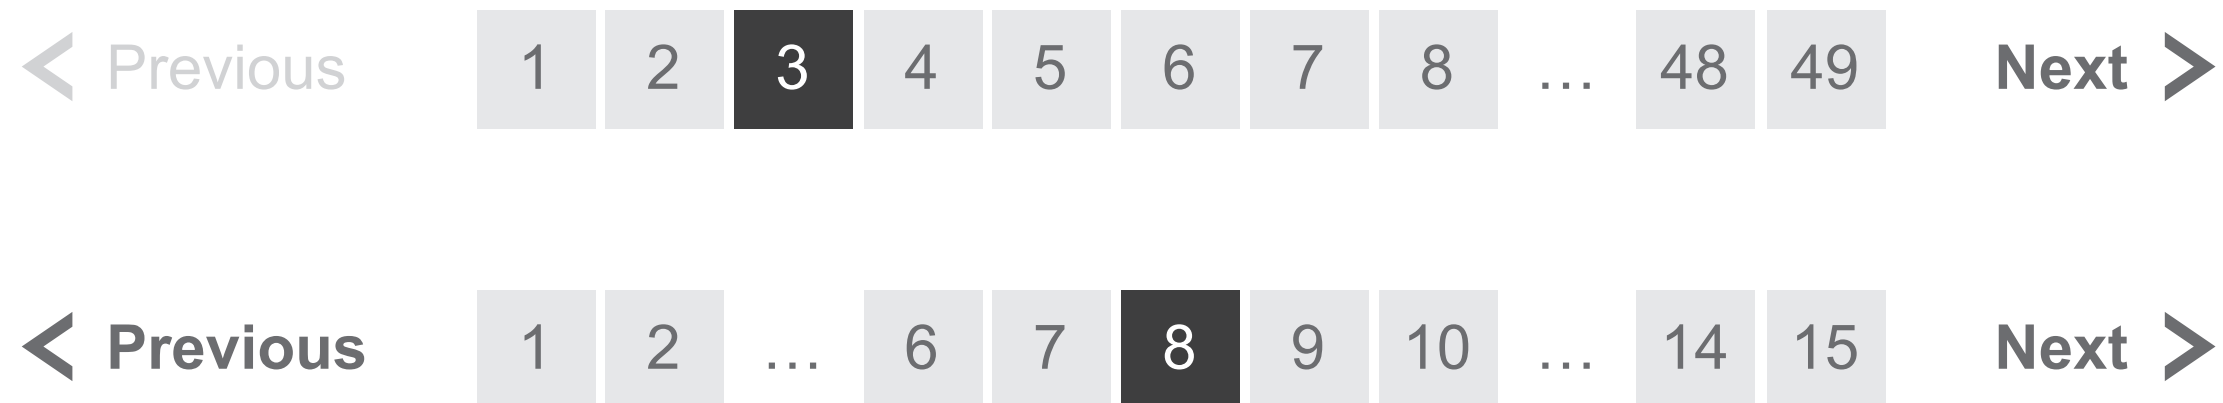 Previous 1 2 3 4 5 6 7 8 … 48 49 Next
Previous 1 2 … 6 7 8 9 10 … 14 15 Next